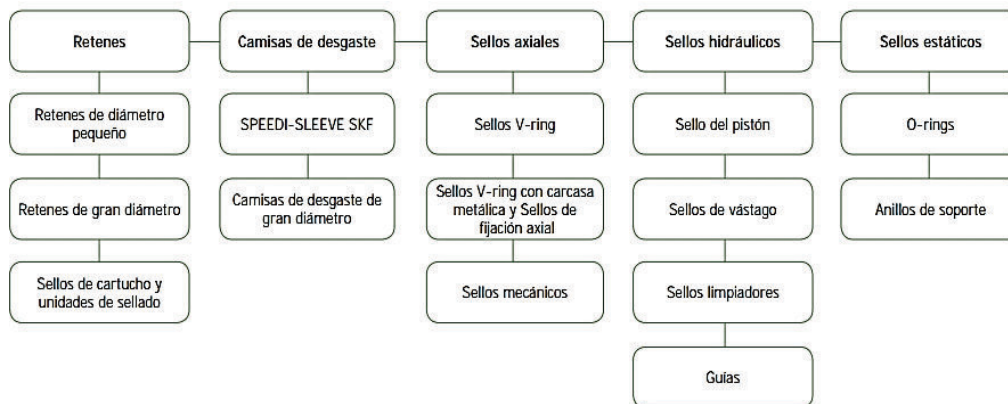 Retenes
Camisas de desgaste
Sellos axiales
Sellos hidráulicos
Sellos estáticos
Retenes de diámetro
pequeño
SPEEDI-SLEEVE SKF
Sellos V-ring
Sello del pistón
O-rings
Retenes de gran diámetro
Camisas de desgaste de
gran diámetro
Sellos V-ring con carcasa
metálica y Sellos de
fijación axial
Sellos de vástago
Anillos de soporte
Sellos de cartucho y
unidades de sellado
Sellos mecánicos
Sellos limpiadores
Guías